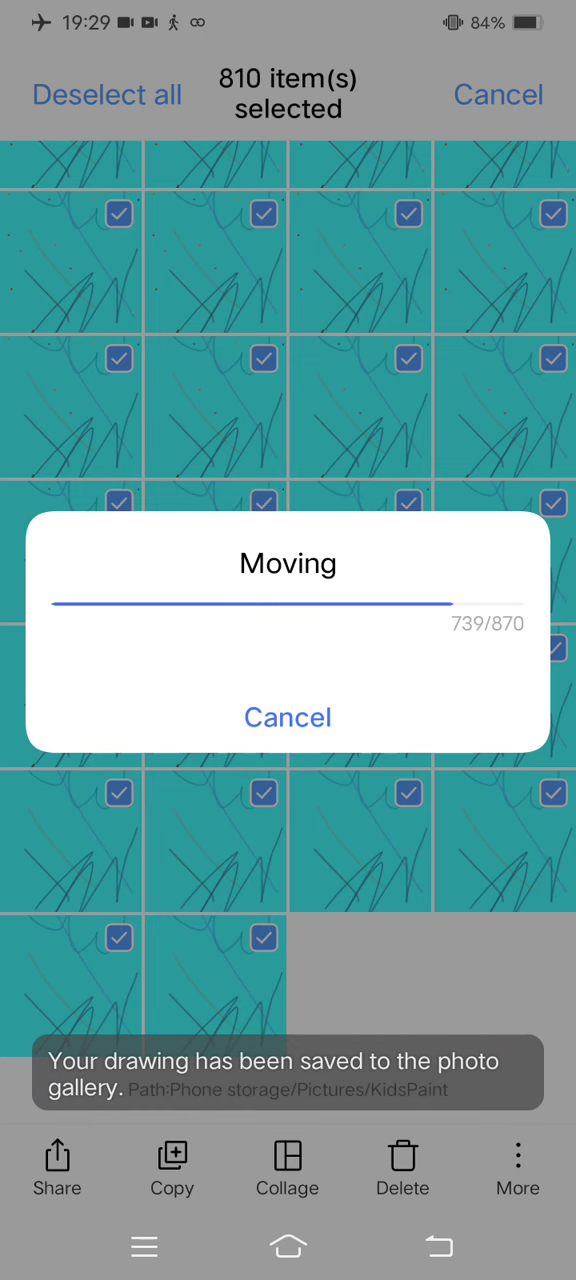 19:29
84%
Deselect all
810 item(s)
selected
Cancel
Moving
739/870
Cancel
Your drawing has been saved to the photo
gallery.
Path:Phone storage/Pictures/KidsPaint
Share
Copy
Collage
Delete
More